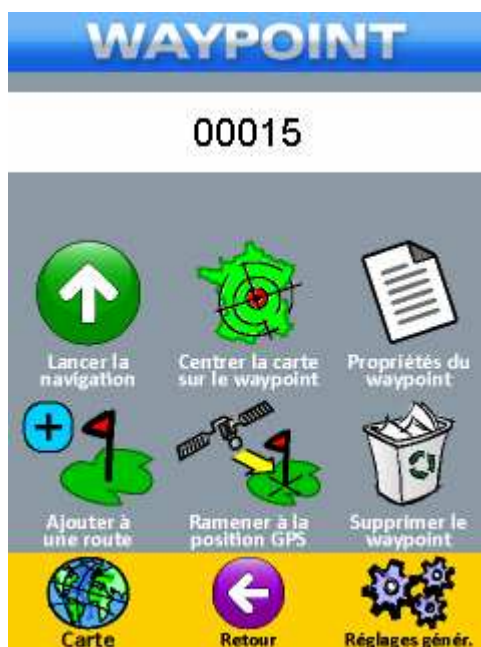 WAYPOINT
00015
Lancer la
navigation
Centrer la carte
sur le waypoint
Propriétés du
waypoint
Ajouter à
une route
Ramener à la
position GPS
Supprimer le
waypoint
Carte
Retour
Réglages génér.